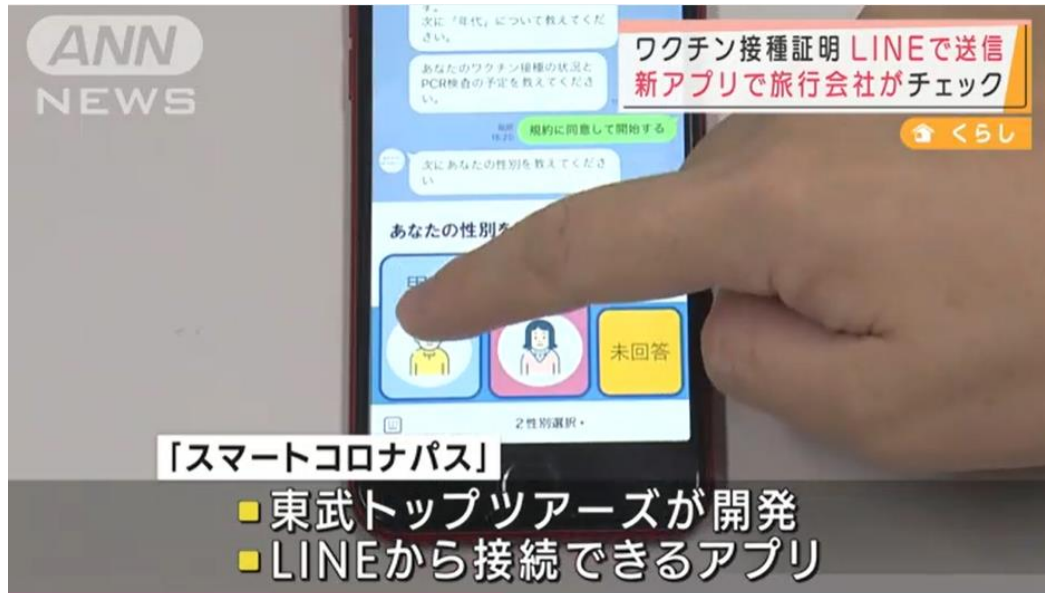 ANN
NEWS
ワクチン接種証明 LINEで送信
新アプリで旅行会社がチェック
くらし
す。
次に「年代」について教えてくだ
さい。
あなたのワクチン接種の状況と
PCR検査の予定を教えてくださ
い。
規約に同意して開始する
次にあなたの性別を教えてくださ
い
あなたの性別を
未回答
2性別選択
「スマートコロナパス」
東武トップツアーズが開発
LINEから接続できるアプリ